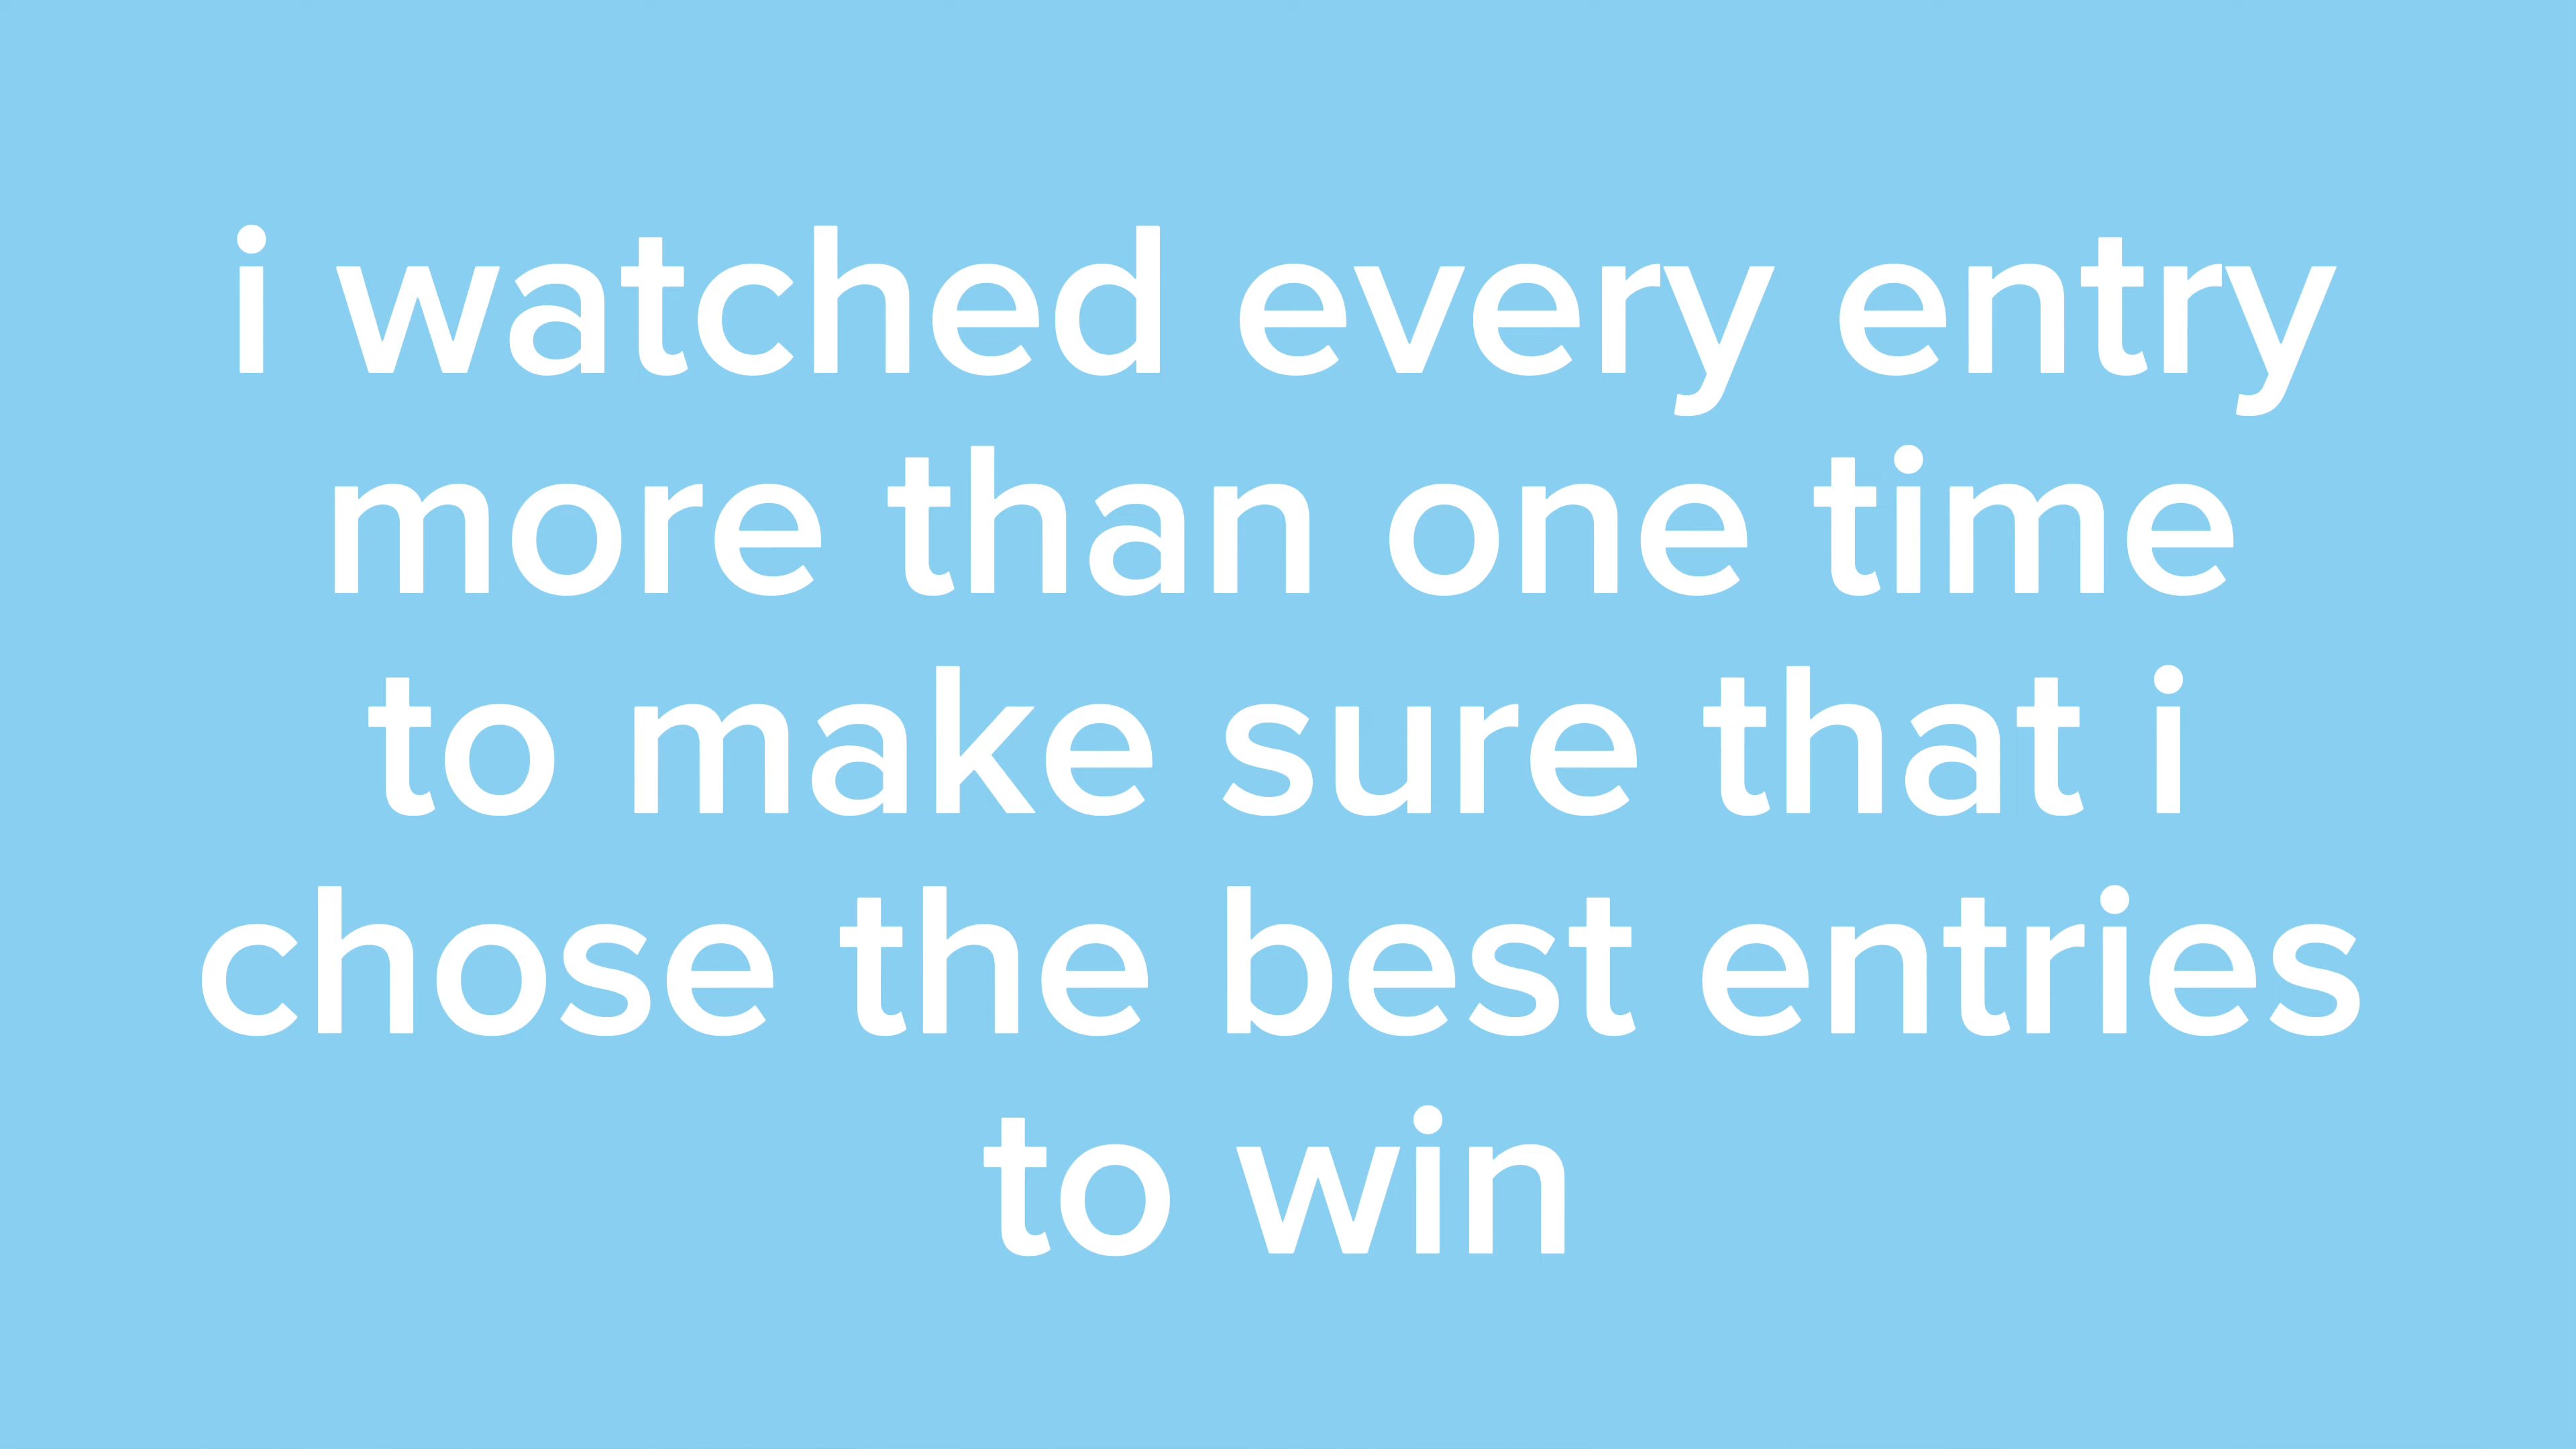 i watched every entry
more than one time
to make sure that i
chose the best entries
to win